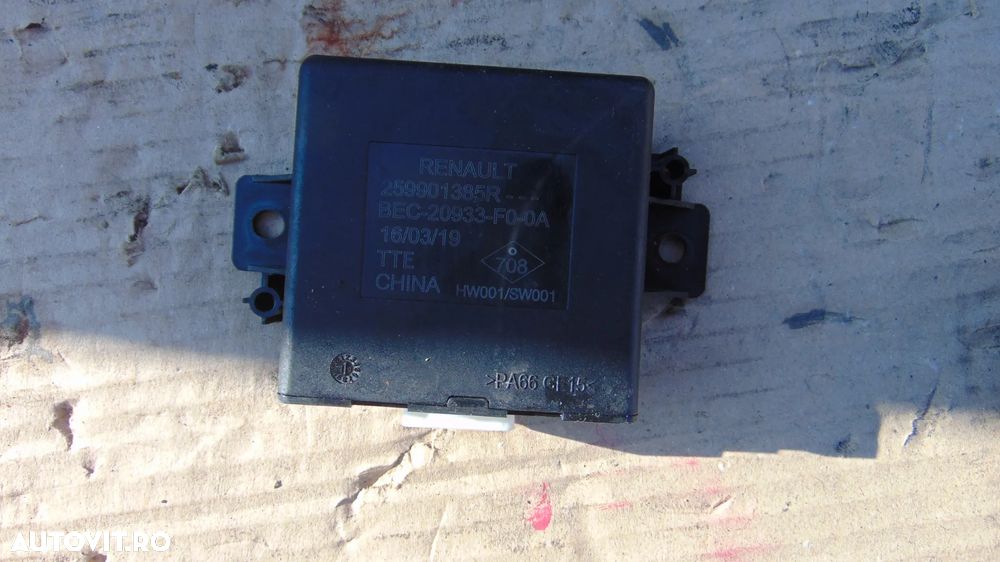 RENAULT
259901385R---
BEC-20933-F0-0A
16/03/19
TTE
708
CHINA HW001/SW001
>PA66 GF15<
AUTOVIT.RO